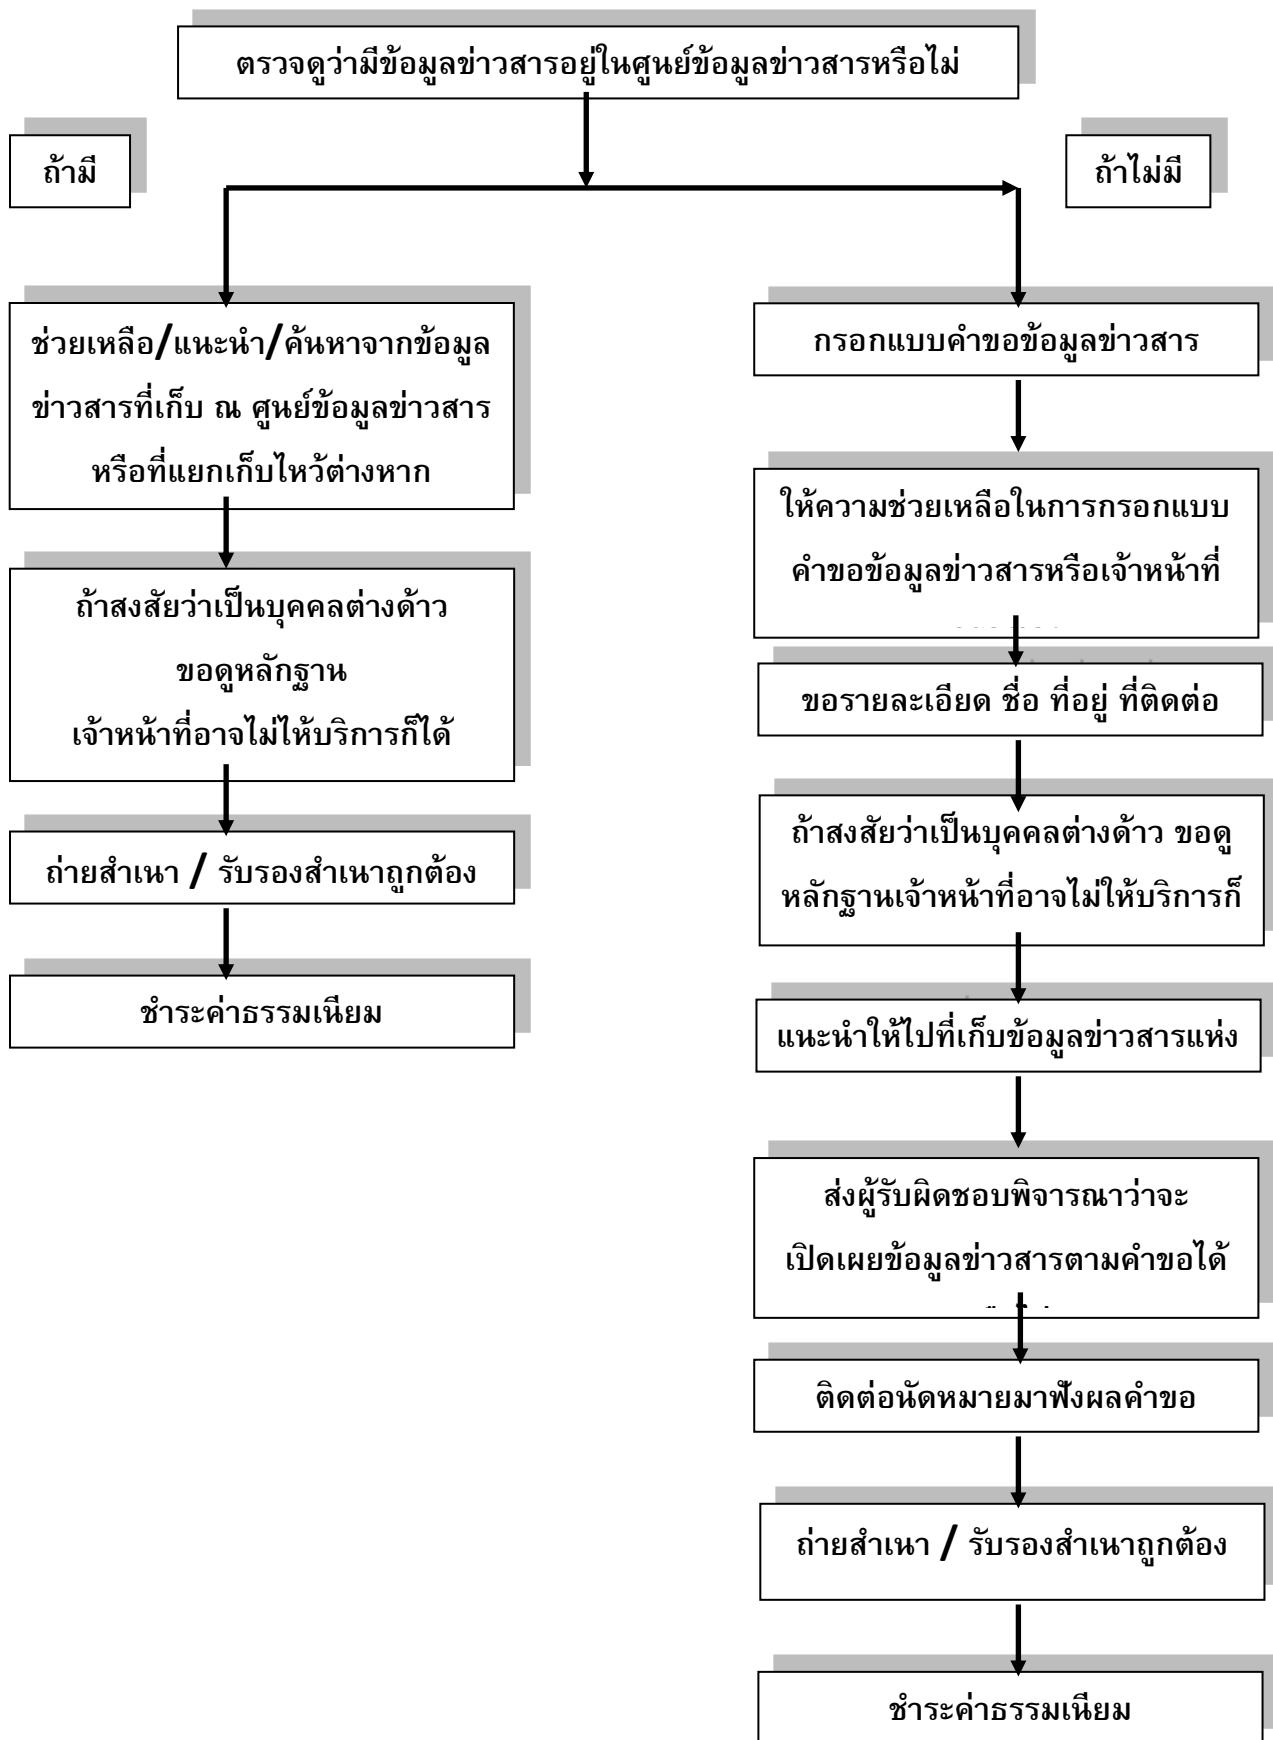 ตรวจดูว่ามีข้อมูลข่าวสารอยู่ในศูนย์ข้อมูลข่าวสารหรือไม่
ถ้ามี
ถ้าไม่มี
ช่วยเหลือ/แนะนำ/ค้นหาจากข้อมูล
ข่าวสารที่เก็บ ณ ศูนย์ข้อมูลข่าวสาร
หรือที่แยกเก็บไหว้ต่างหาก
ถ้าสงสัยว่าเป็นบุคคลต่างด้าว
ขอดูหลักฐาน
เจ้าหน้าที่อาจไม่ไห้บริการก็ได้
ถ่ายสำเนา / รับรองสำเนาถูกต้อง
ชำระค่าธรรมเนียม
กรอกแบบคำขอข้อมูลข่าวสาร
ให้ความช่วยเหลือในการกรอกแบบ
คำขอข้อมูลข่าวสารหรือเจ้าหน้าที่
ขอรายละเอียด ชื่อ ที่อยู่ ที่ติดต่อ
ถ้าสงสัยว่าเป็นบุคคลต่างด้าว ขอดู
หลักฐานเจ้าหน้าที่อาจไม่ให้บริการก็
แนะนำให้ไปที่เก็บข้อมูลข่าวสารแห่ง
ส่งผู้รับผิดชอบพิจารณาว่าจะ
เปิดเผยข้อมูลข่าวสารตามคำขอได้
ติดต่อนัดหมายมาฟังผลคำขอ
ถ่ายสำเนา / รับรองสำเนาถูกต้อง
ชำระค่าธรรมเนียม